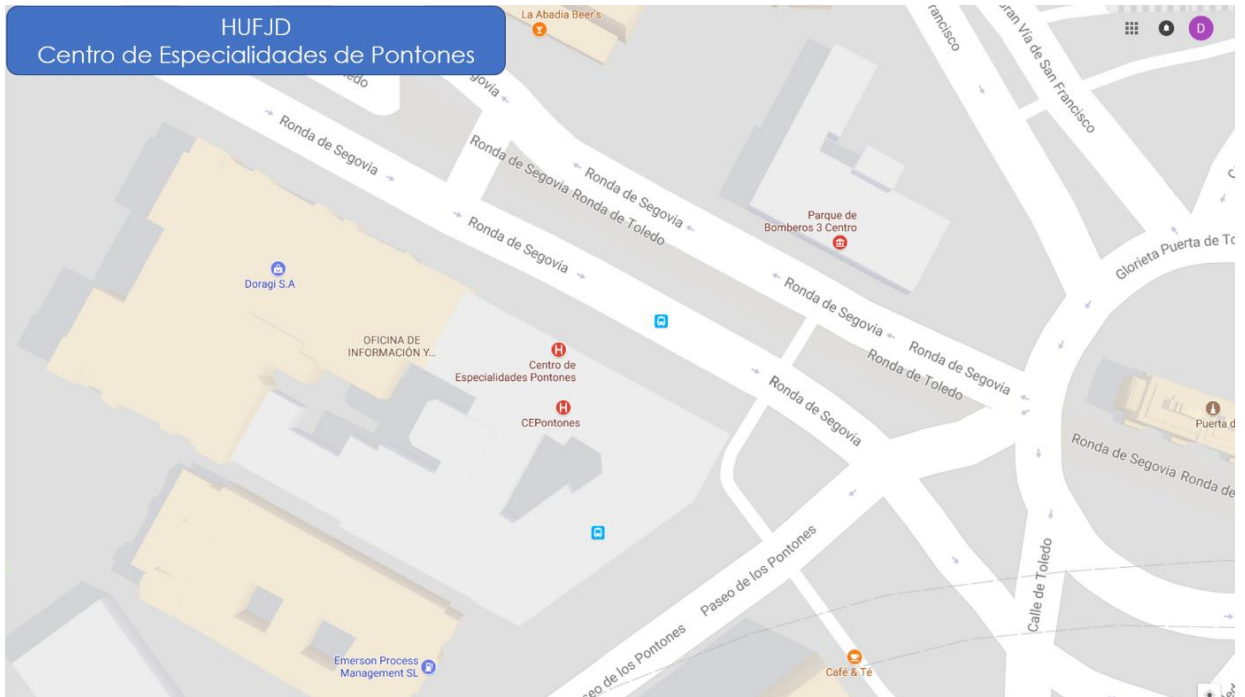 HUFJD
Centro de Especialidades de Pontones
La Abadia Beer's
Francisco
Gran Vía de San Francisco
D
Ronda de Segovia
Ronda de Segovia Ronda de Toledo
Ronda de Segovia
Ronda de Segovia
Parque de
Bomberos 3 Centro
Glorieta Puerta de To
Doragi S.A
OFICINA DE
INFORMACIÓN Y...
Centro de
Especialidades Pontones
CEPontones
Ronda de Segovia
Ronda de Segovia
Ronda de Toledo
Ronda de Segovia
Puerta d
Ronda de Segovia Ronda de
Paseo de los Pontones
Calle de Toledo
eo de los Pontones
Emerson Process
Management SL
Café & Té